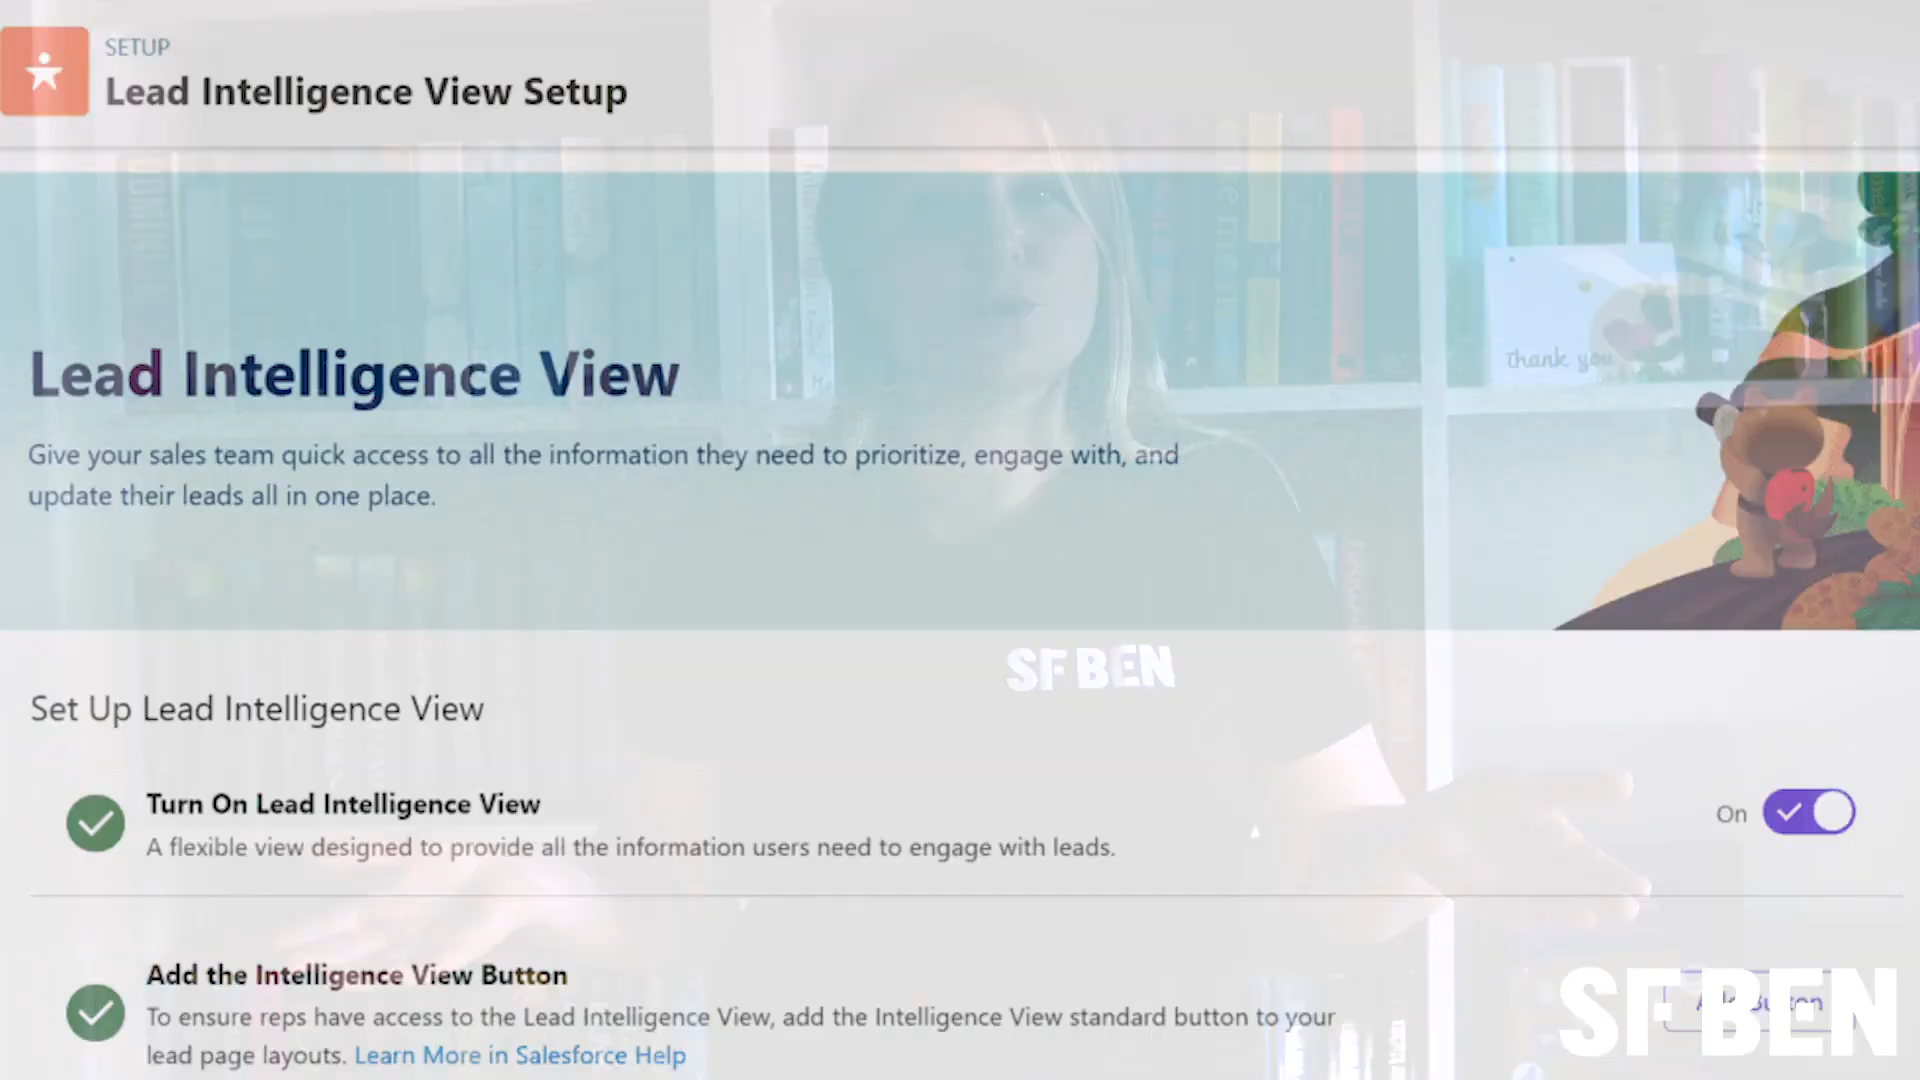 SETUP
Lead Intelligence View Setup
Thank you
Lead Intelligence View
Give your sales team quick access to all the information they need to prioritize, engage with, and
update their leads all in one place.
SF BEN
Set Up Lead Intelligence View
Turn On Lead Intelligence View
On
A flexible view designed to provide all the information users need to engage with leads.
Add the Intelligence View Button
To ensure reps have access to the Lead Intelligence View, add the Intelligence View standard button to your
lead page layouts. Learn More in Salesforce Help
Add Button
SF BEN